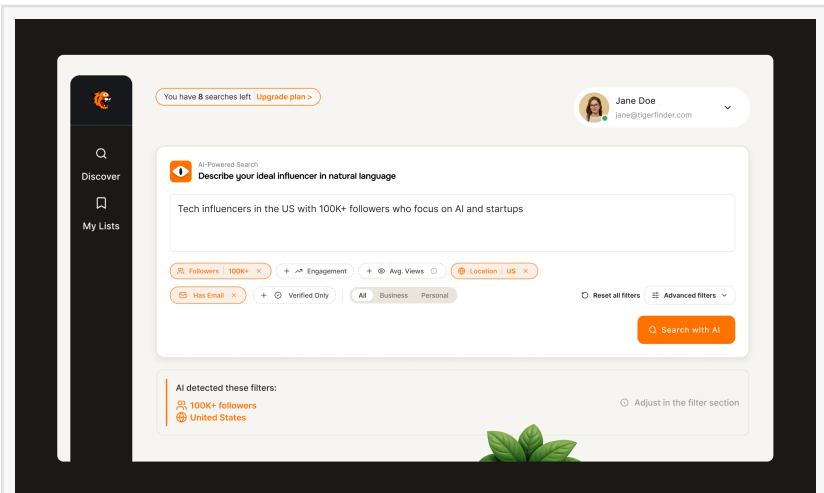 You have 8 searches left Upgrade plan >
Jane Doe
jane@tigerfinder.com
Discover
My Lists
AI-Powered Search
Describe your ideal influencer in natural language
Tech influencers in the US with 100K+ followers who focus on AI and startups
Followers 100K+ × + Engagement + Avg. Views Location US ×
Has Email × + Verified Only All Business Personal Reset all filters Advanced filters
Search with AI
AI detected these filters:
100K+ followers
United States
Adjust in the filter section